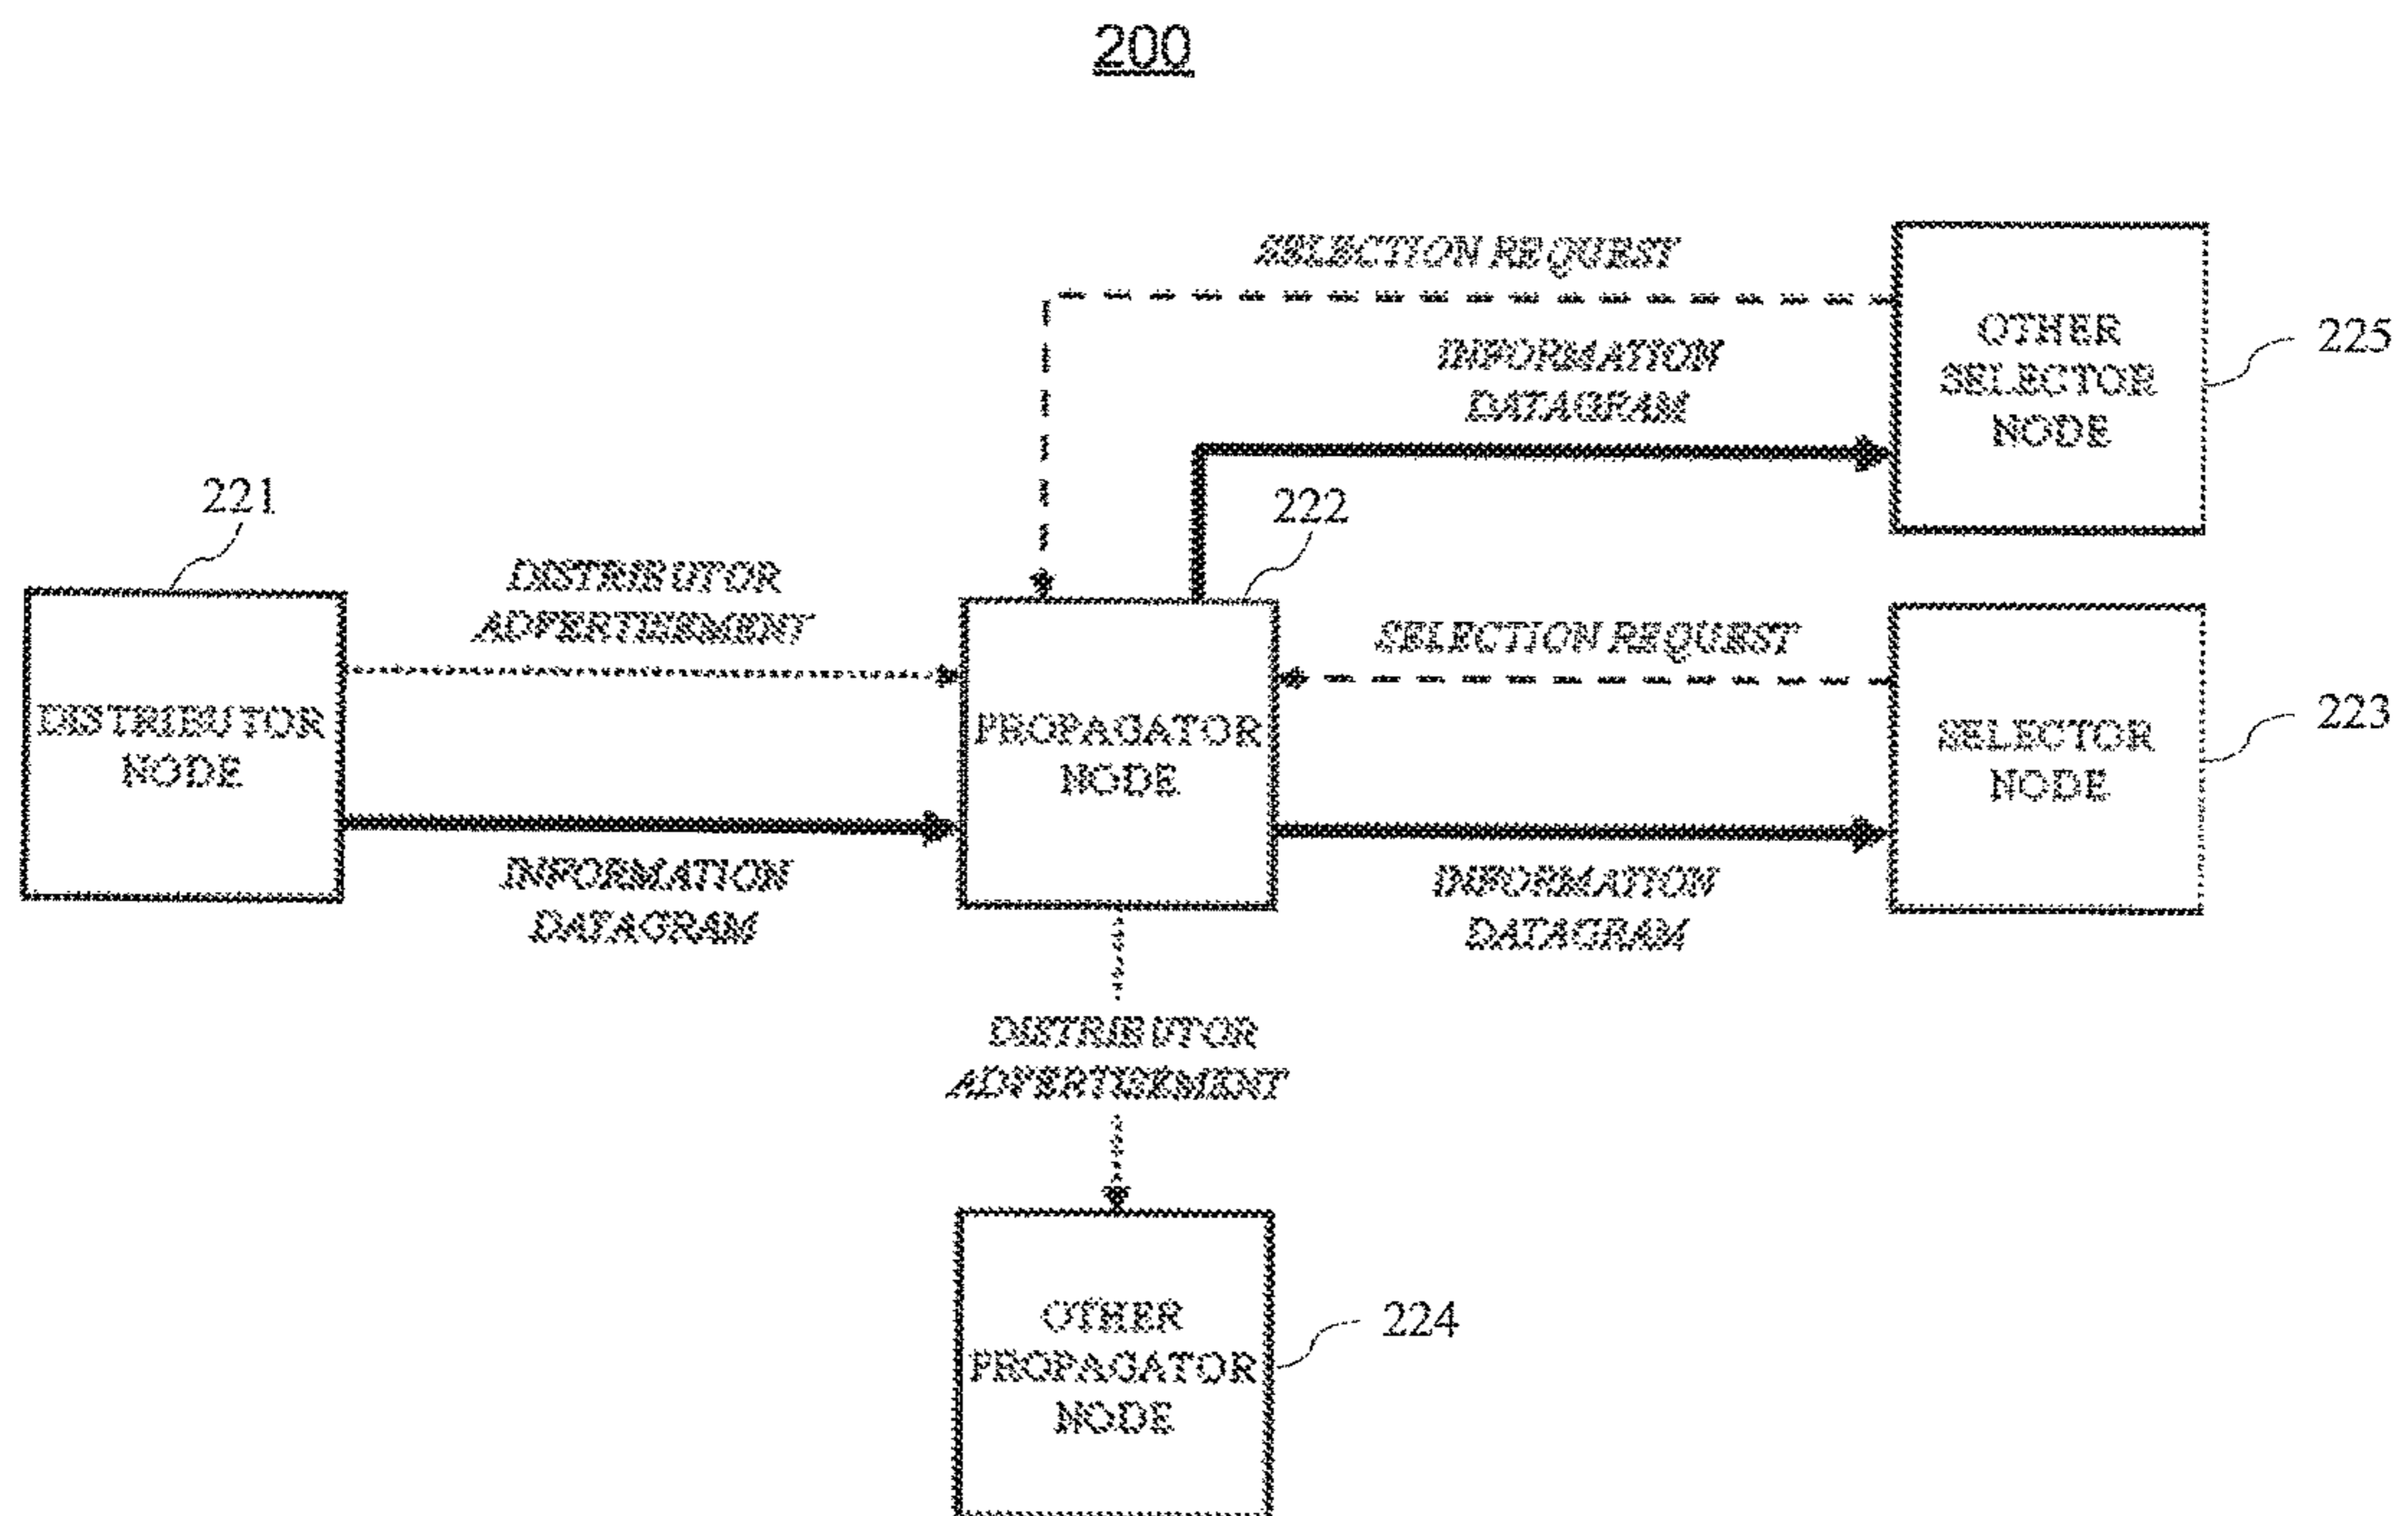 200
SELECTION REQUEST
OTHER
SELECTOR
NODE
225
INFORMATION
DATAGRAM
221
222
DISTRIBUTOR
ADVERTISEMENT
SELECTION REQUEST
DISTRIBUTOR
NODE
PROPAGATOR
NODE
SELECTOR
NODE
223
INFORMATION
DATAGRAM
INFORMATION
DATAGRAM
DISTRIBUTOR
ADVERTISEMENT
OTHER
PROPAGATOR
NODE
224